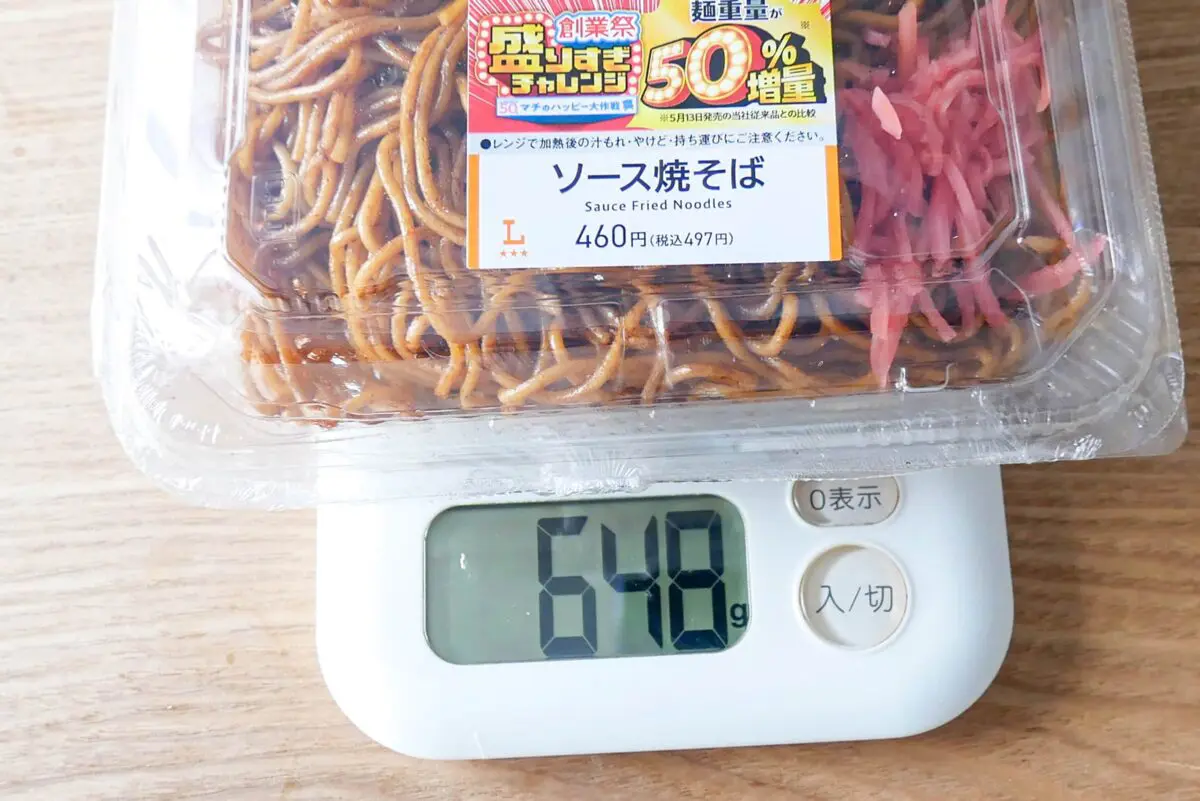 創業祭
盛りすぎ
チャレンジ
50 マチのハッピー大作戦
麺重量が
50%
増量
※
※5月13日発売の当社従来品との比較
●レンジで加熱後の汁もれ・やけど・持ち運びにご注意ください。
ソース焼そば
Sauce Fried Noodles
L
460円(税込497円)
0表示
648g
入/切